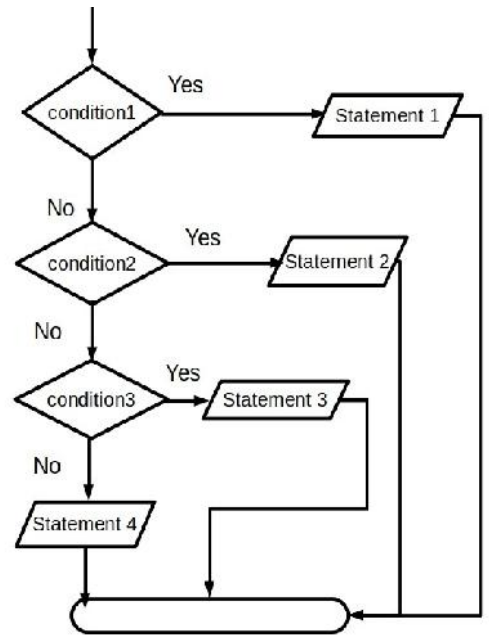 Yes
condition1
Statement 1
No
Yes
condition2
Statement 2
No
Yes
condition3
Statement 3
No
Statement 4